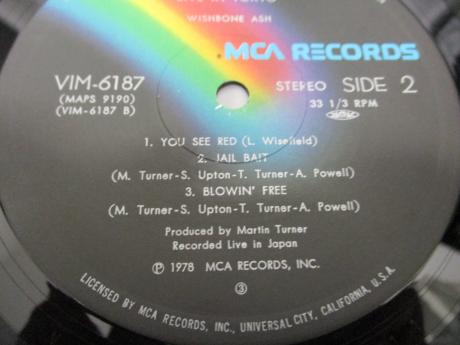 LIVE IN TOKYO
WISHBONE ASH
MCA RECORDS
VIM-6187
(MAPS 9190)
(VIM-6187 B)
STEREO SIDE 2
33 1/3 RPM
1. YOU SEE RED (L. Wisefield)
2. JAIL BAIT
(M. Turner-S. Upton-T. Turner-A. Powell)
3. BLOWIN' FREE
(M. Turner-S. Upton-T. Turner-A. Powell)
Produced by Martin Turner
Recorded Live in Japan
Ⓟ 1978 MCA RECORDS, INC.
③
LICENSED BY MCA RECORDS, INC., UNIVERSAL CITY, CALIFORNIA, U.S.A.